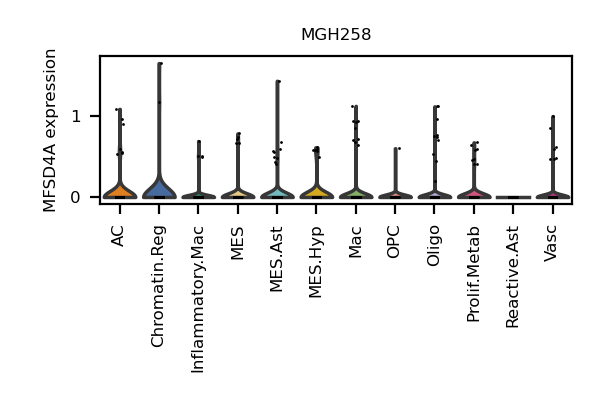 MGH258
MFSD4A expression
1
0
AC
Chromatin.Reg
Inflammatory.Mac
MES
MES.Ast
MES.Hyp
Mac
OPC
Oligo
Prolif.Metab
Reactive.Ast
Vasc